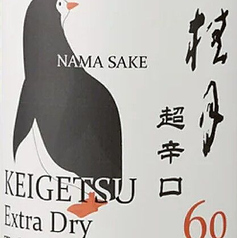 NAMA SAKE
桂月
超辛口
KEIGETSU
Extra Dry
60